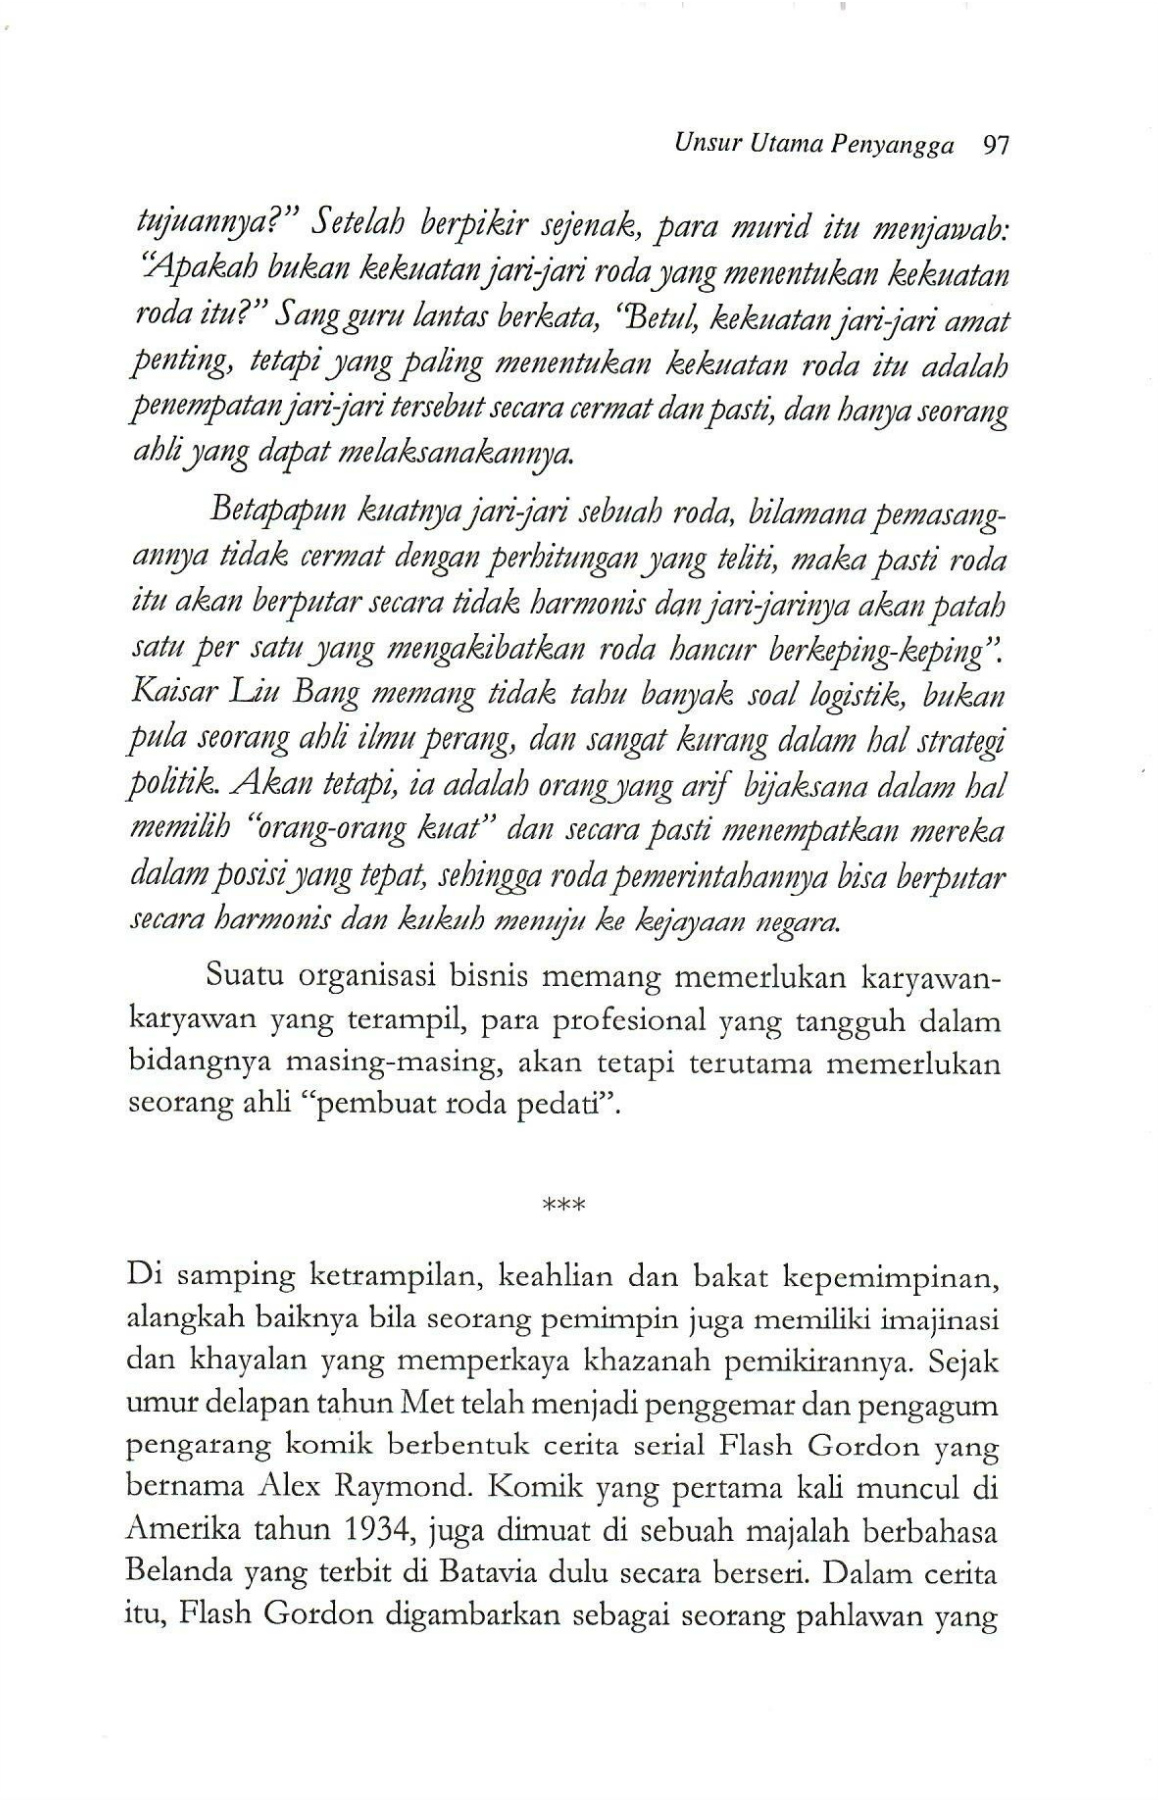 Unsur Utama Penyangga 97
tujuannya?” Setelah berpikir sejenak, para murid itu menjawab:
“Apakah bukan kekuatan jari-jari roda yang menentukan kekuatan
roda itu?” Sang guru lantas berkata, “Betul, kekuatan jari-jari amat
penting, tetapi yang paling menentukan kekuatan roda itu adalah
penempatan jari-jari tersebut secara cermat dan pasti, dan hanya seorang
ahli yang dapat melaksanakannya.
Betapapun kuatnya jari-jari sebuah roda, bilamana pemasang-
annya tidak cermat dengan perhitungan yang teliti, maka pasti roda
itu akan berputar secara tidak harmonis dan jari-jarinya akan patah
satu per satu yang mengakibatkan roda hancur berkeping-keping”.
Kaisar Liu Bang memang tidak tahu banyak soal logistik, bukan
pula seorang ahli ilmu perang, dan sangat kurang dalam hal strategi
politik. Akan tetapi, ia adalah orang yang arif bijaksana dalam hal
memilih “orang-orang kuat” dan secara pasti menempatkan mereka
dalam posisi yang tepat, sehingga roda pemerintahannya bisa berputar
secara harmonis dan kukuh menuju ke kejayaan negara.
Suatu organisasi bisnis memang memerlukan karyawan-
karyawan yang terampil, para profesional yang tangguh dalam
bidangnya masing-masing, akan tetapi terutama memerlukan
seorang ahli “pembuat roda pedati”.
***
Di samping ketrampilan, keahlian dan bakat kepemimpinan,
alangkah baiknya bila seorang pemimpin juga memiliki imajinasi
dan khayalan yang memperkaya khazanah pemikirannya. Sejak
umur delapan tahun Met telah menjadi penggemar dan pengagum
pengarang komik berbentuk cerita serial Flash Gordon yang
bernama Alex Raymond. Komik yang pertama kali muncul di
Amerika tahun 1934, juga dimuat di sebuah majalah berbahasa
Belanda yang terbit di Batavia dulu secara berseri. Dalam cerita
itu, Flash Gordon digambarkan sebagai seorang pahlawan yang